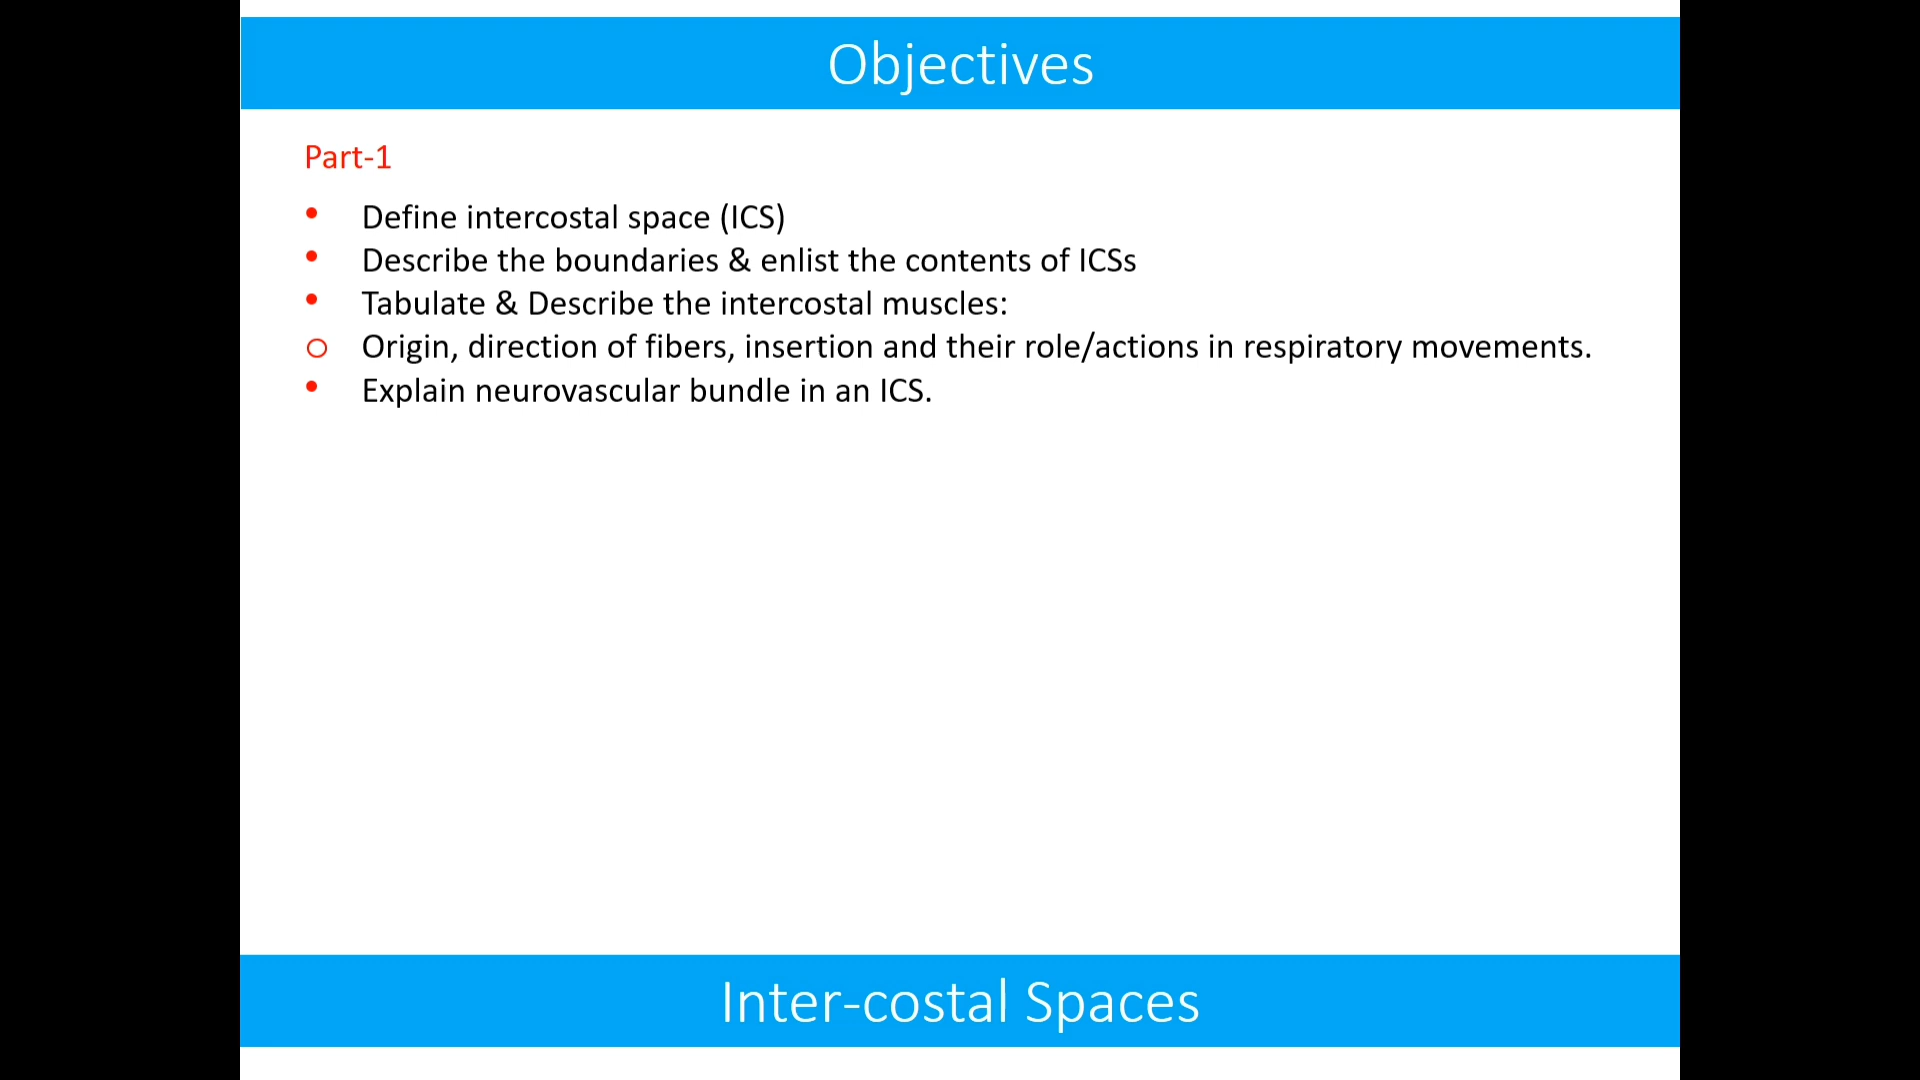 Objectives
Part-1
• Define intercostal space (ICS)
• Describe the boundaries & enlist the contents of ICSs
• Tabulate & Describe the intercostal muscles:
o Origin, direction of fibers, insertion and their role/actions in respiratory movements.
• Explain neurovascular bundle in an ICS.
Inter-costal Spaces